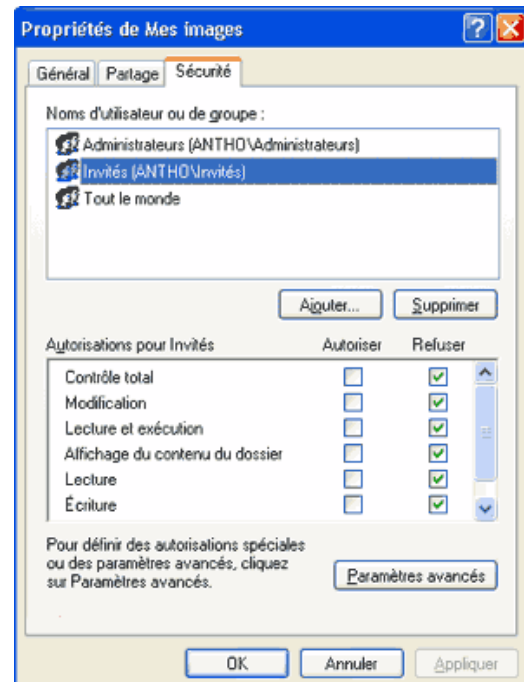 Propriétés de Mes images
Général Partage Sécurité
Noms d'utilisateur ou de groupe :
Administrateurs (ANTHO\Administrateurs)
Invités (ANTHO\Invités)
Tout le monde
Ajouter... Supprimer
Autorisations pour Invités Autoriser Refuser
Contrôle total
Modification
Lecture et exécution
Affichage du contenu du dossier
Lecture
Écriture
Pour définir des autorisations spéciales
ou des paramètres avancés, cliquez
sur Paramètres avancés.
Paramètres avancés
OK Annuler Appliquer